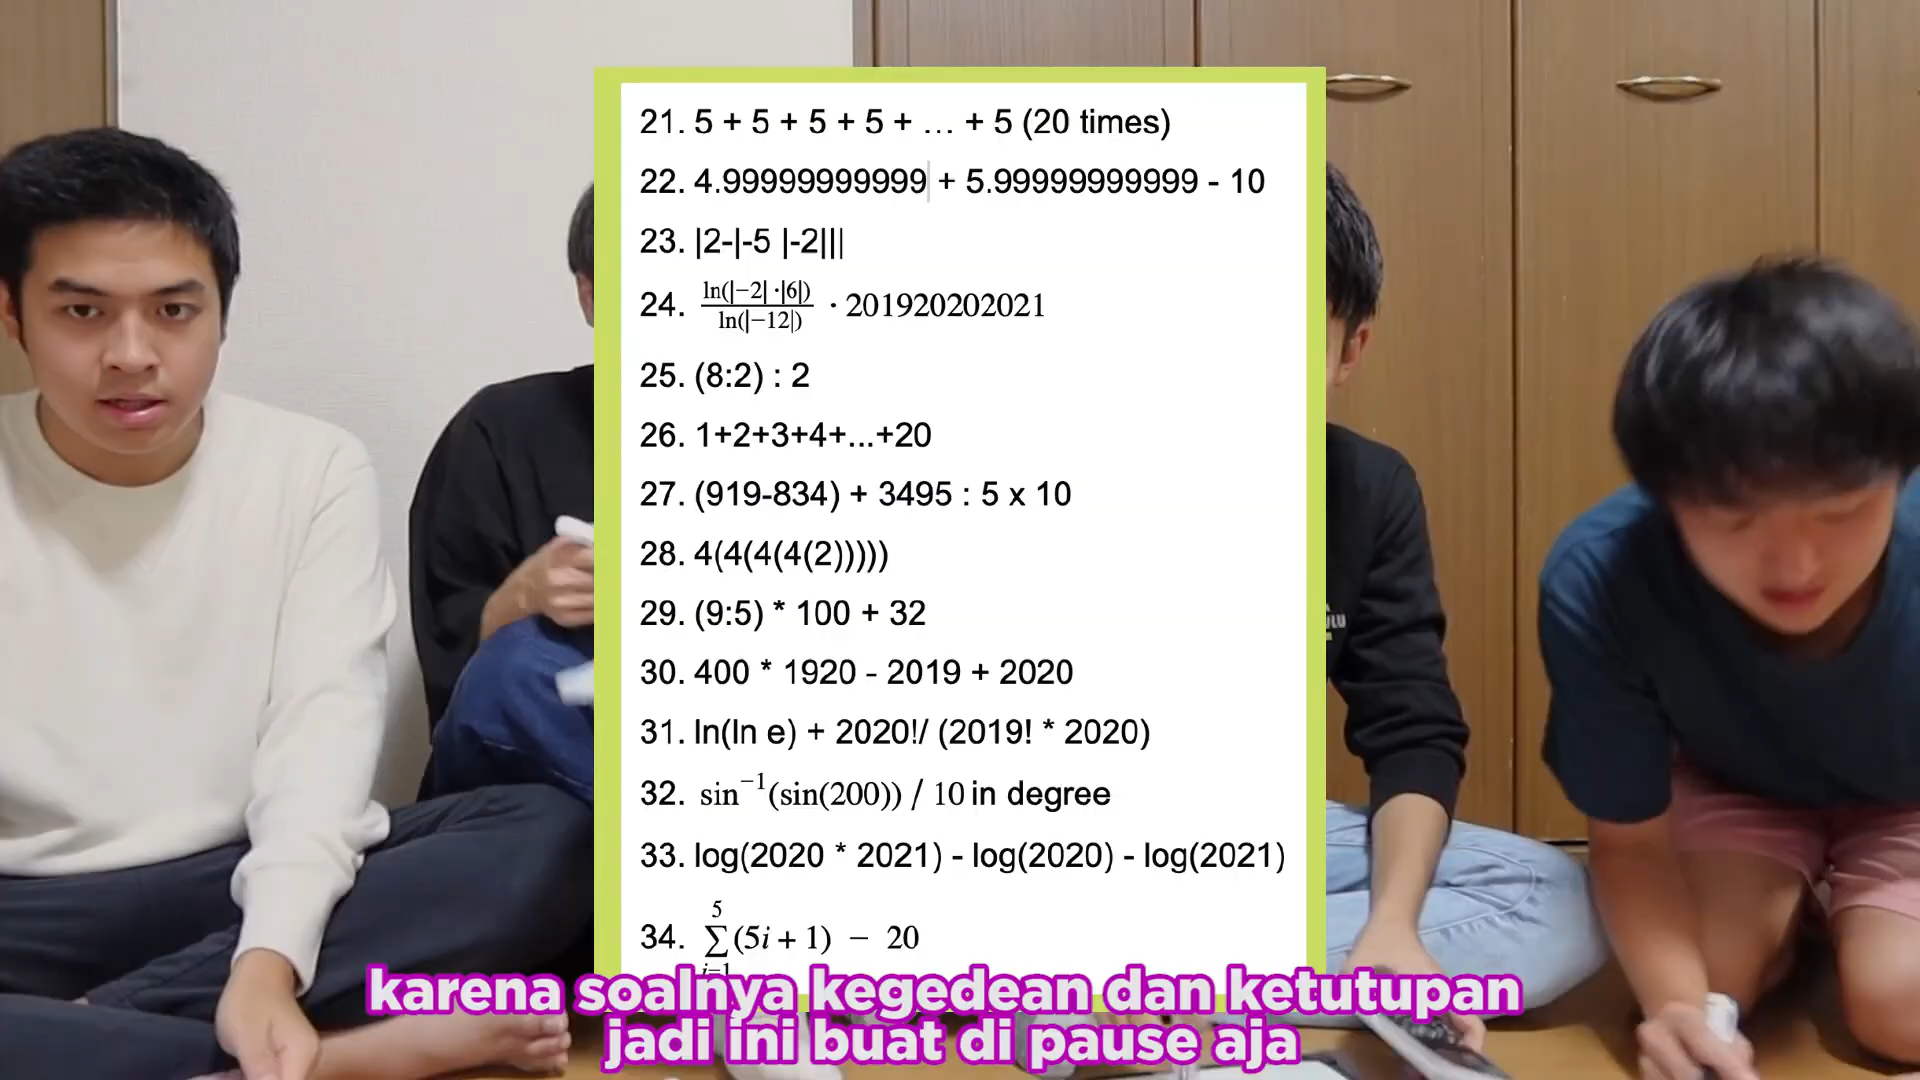 21. 5 + 5 + 5 + 5 + ... + 5 (20 times)
22. 4.99999999999 + 5.99999999999 - 10
23. |2-|-5 |-2|||
24. ln(|−2| ·|6|) / ln(|−12|) · 201920202021
25. (8:2) : 2
26. 1+2+3+4+...+20
27. (919-834) + 3495 : 5 x 10
28. 4(4(4(4(2)))))
29. (9:5) * 100 + 32
30. 400 * 1920 - 2019 + 2020
31. ln(ln e) + 2020!/ (2019! * 2020)
32. sin⁻¹(sin(200)) / 10 in degree
33. log(2020 * 2021) - log(2020) - log(2021)
34. 5 ∑ i=1 (5i + 1) − 20
karena soalnya kegedean dan ketutupan
jadi ini buat di pause aja